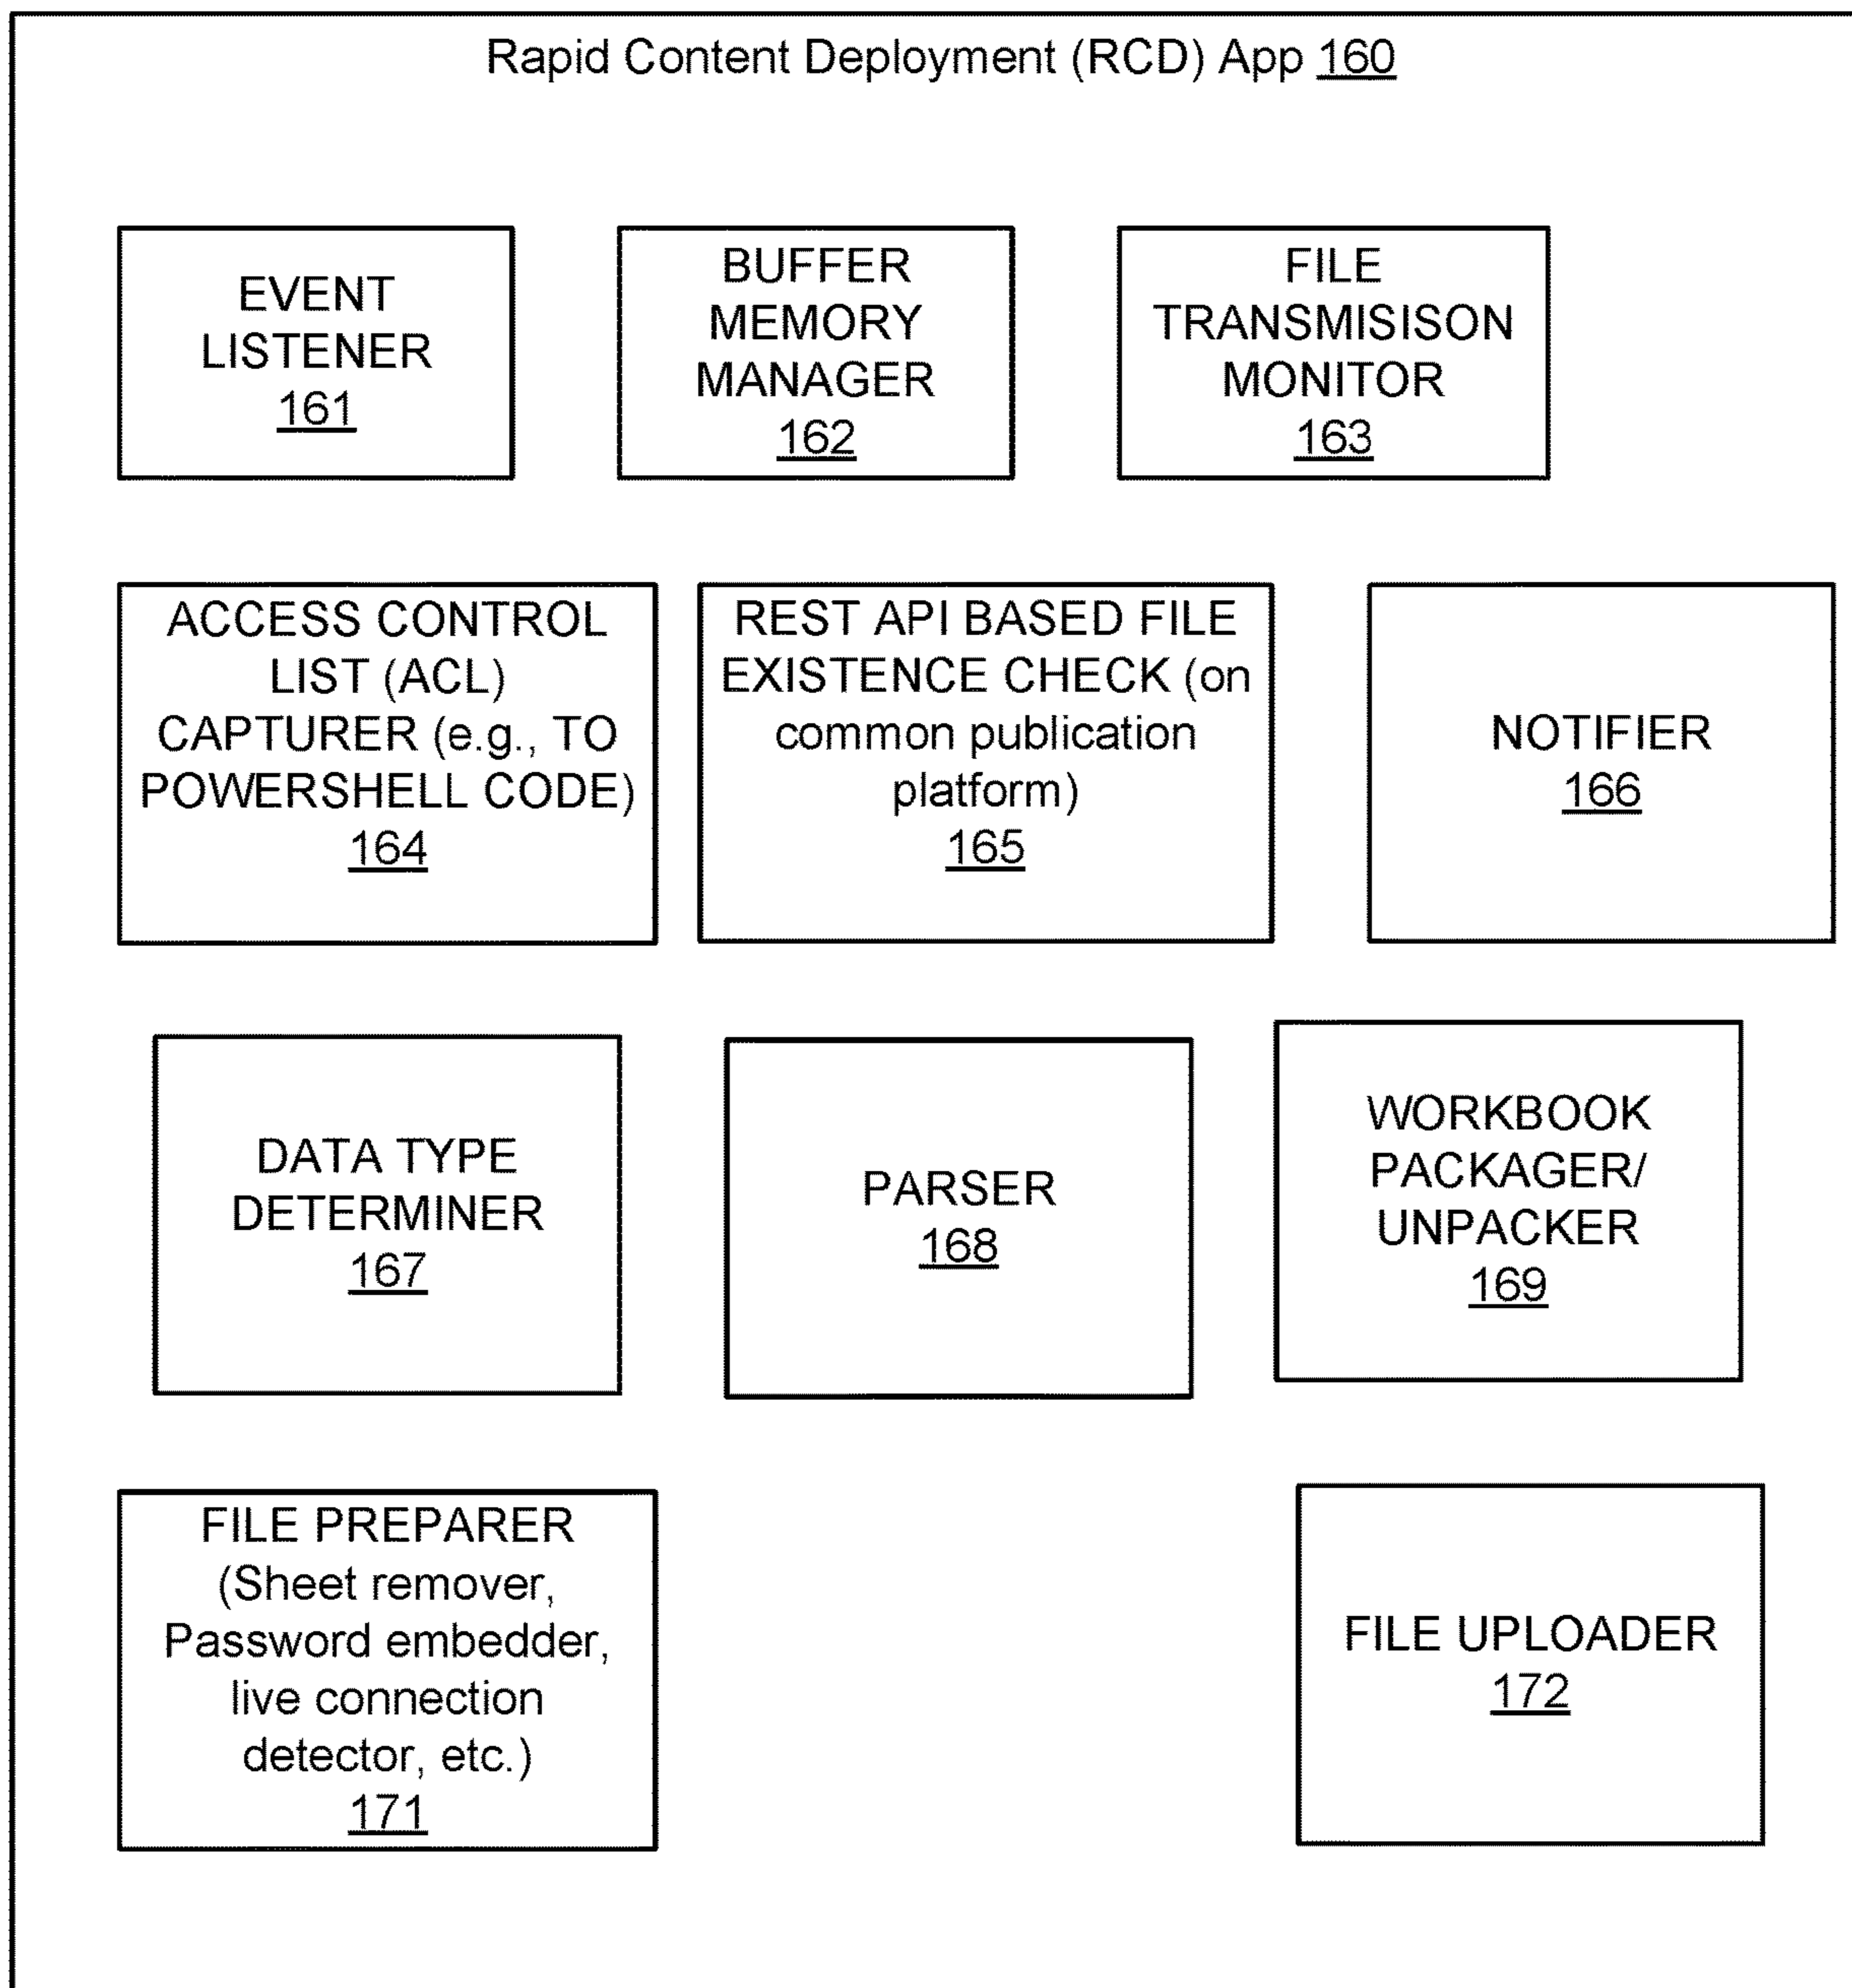 Rapid Content Deployment (RCD) App 160
EVENT
LISTENER
161
BUFFER
MEMORY
MANAGER
162
FILE
TRANSMISISON
MONITOR
163
ACCESS CONTROL
LIST (ACL)
CAPTURER (e.g., TO
POWERSHELL CODE)
164
REST API BASED FILE
EXISTENCE CHECK (on
common publication
platform)
165
NOTIFIER
166
DATA TYPE
DETERMINER
167
PARSER
168
WORKBOOK
PACKAGER/
UNPACKER
169
FILE PREPARER
(Sheet remover,
Password embedder,
live connection
detector, etc.)
171
FILE UPLOADER
172